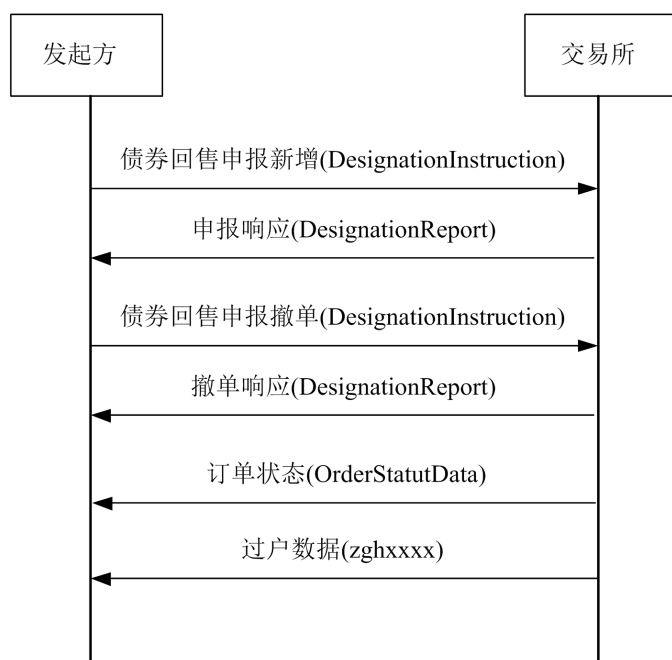 发起方
交易所
债券回售申报新增(DesignationInstruction)
申报响应(DesignationReport)
债券回售申报撤单(DesignationInstruction)
撤单响应(DesignationReport)
订单状态(OrderStatutData)
过户数据(zghxxxx)